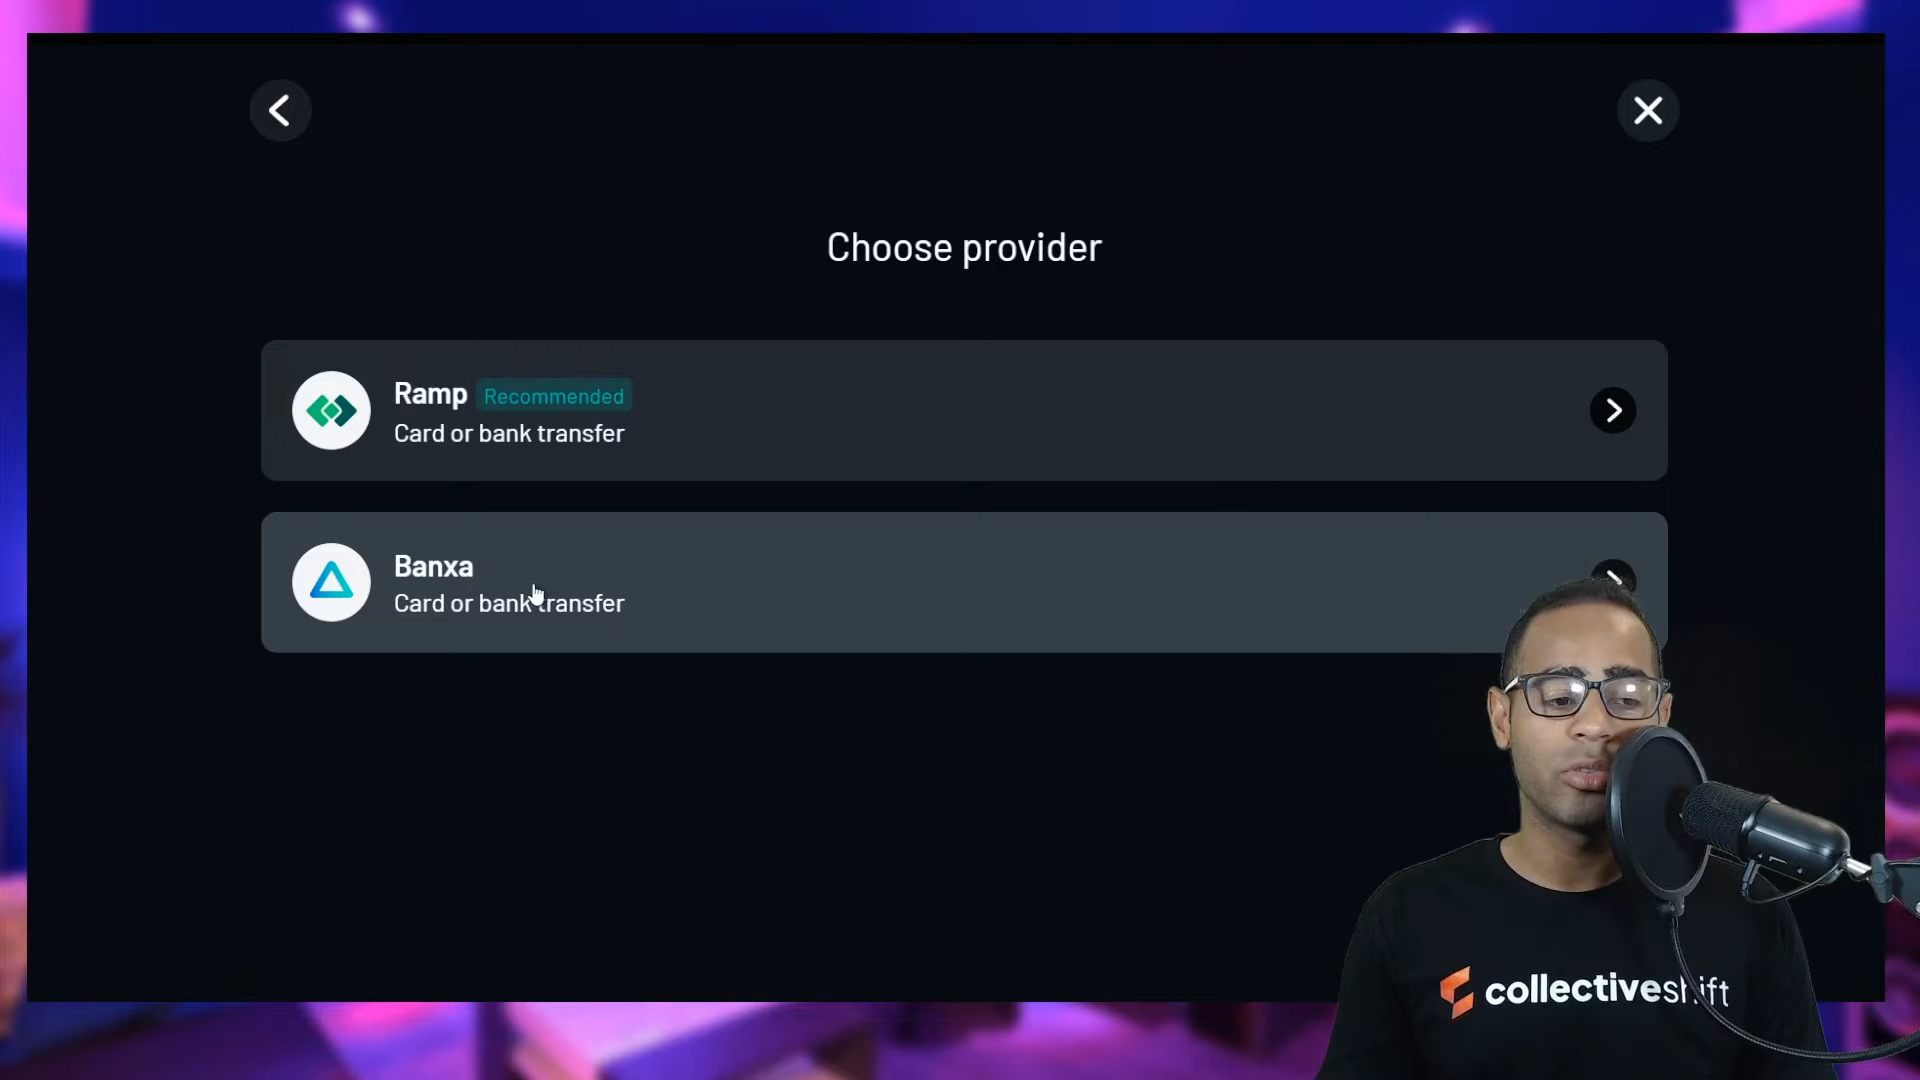 Choose provider
Ramp Recommended
Card or bank transfer
Banxa
Card or bank transfer
collectiveshift